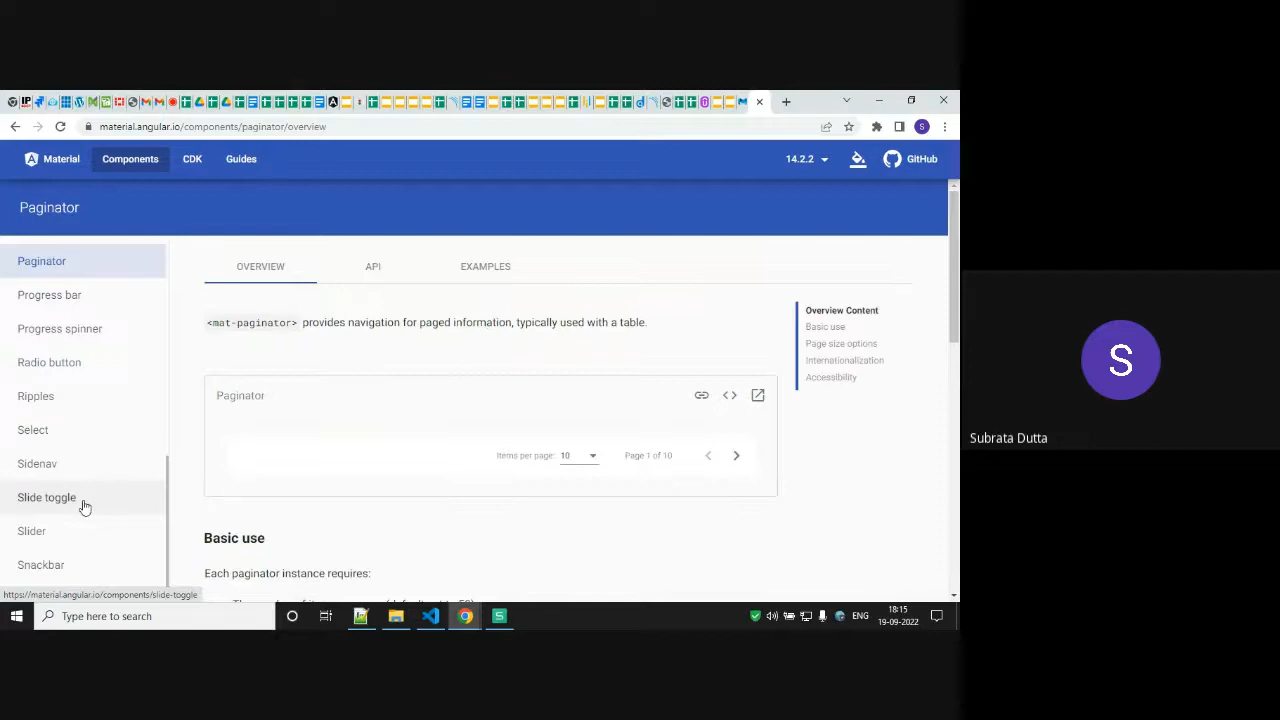 material.angular.io/components/paginator/overview
S
Material Components CDK Guides 14.2.2 GitHub
Paginator
Paginator
Progress bar
Progress spinner
Radio button
Ripples
Select
Sidenav
Slide toggle
Slider
Snackbar
https://material.angular.io/components/slide-toggle
OVERVIEW API EXAMPLES
<mat-paginator> provides navigation for paged information, typically used with a table.
Paginator
Items per page: 10 Page 1 of 10
Basic use
Each paginator instance requires:
Overview Content
Basic use
Page size options
Internationalization
Accessibility
Type here to search
ENG
18:15
19-09-2022
S
Subrata Dutta